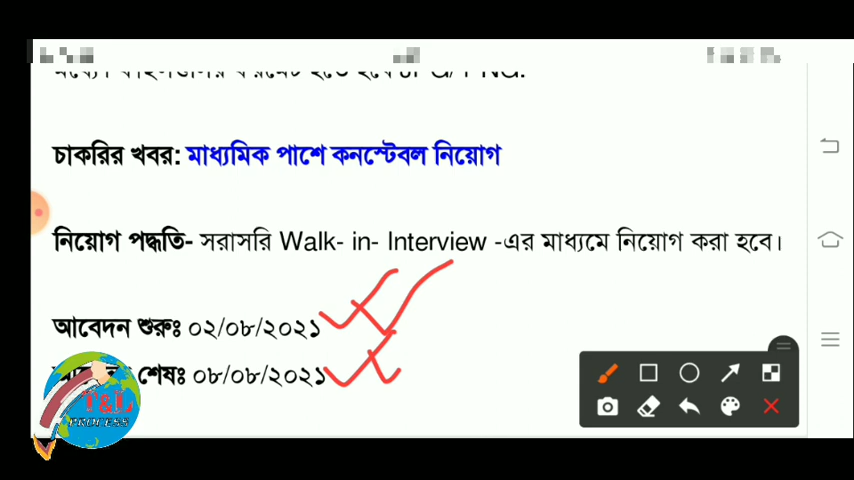 চাকরির খবর: মাধ্যমিক পাশে কনস্টেবল নিয়োগ
নিয়োগ পদ্ধতি- সরাসরি Walk- in- Interview -এর মাধ্যমে নিয়োগ করা হবে।
আবেদন শুরুঃ ০২/০৮/২০২১
শেষঃ ০৮/০৮/২০২১
T&L
PROCESS